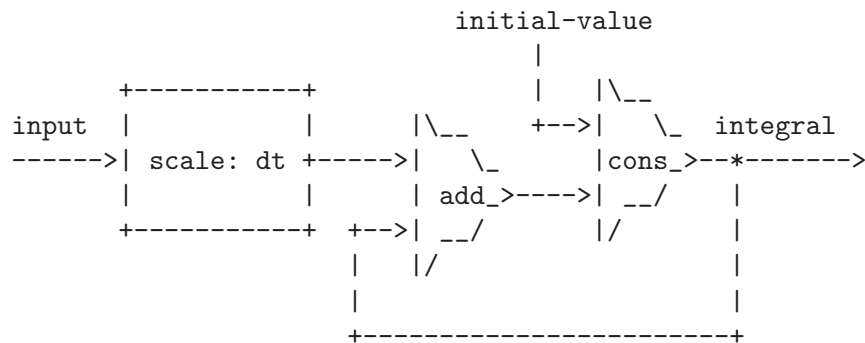 initial-value
input
integral
scale: dt
cons
add